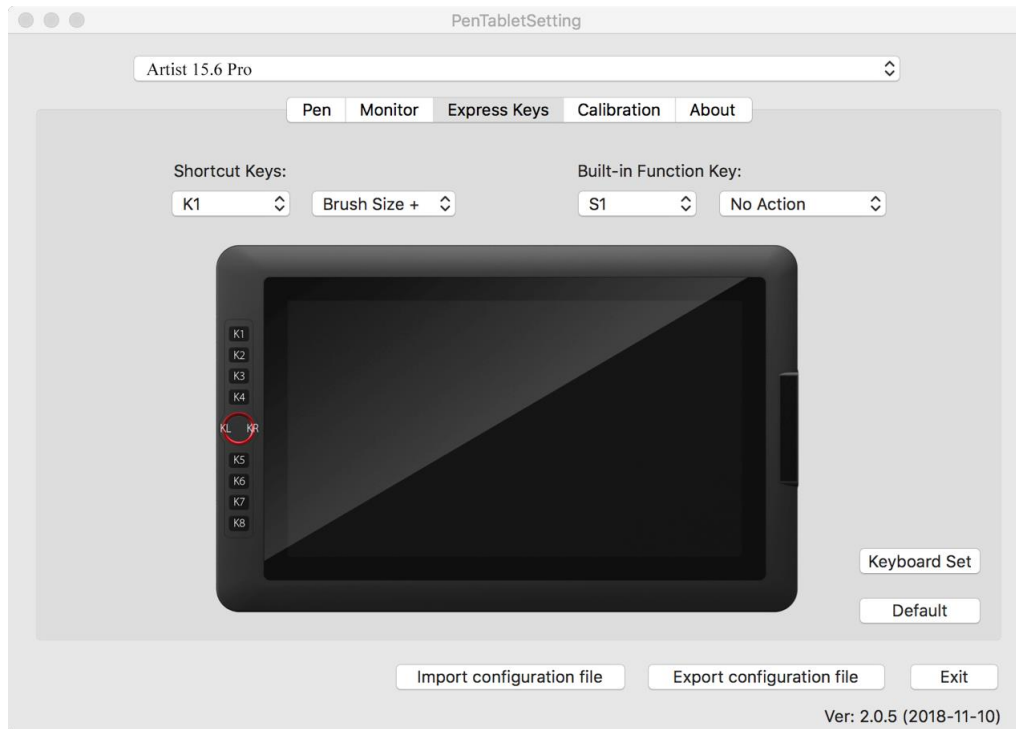 PenTabletSetting
Artist 15.6 Pro
Pen Monitor Express Keys Calibration About
Shortcut Keys: Built-in Function Key:
K1 Brush Size + S1 No Action
K1
K2
K3
K4
KL KR
K5
K6
K7
K8
Keyboard Set
Default
Import configuration file Export configuration file Exit
Ver: 2.0.5 (2018-11-10)